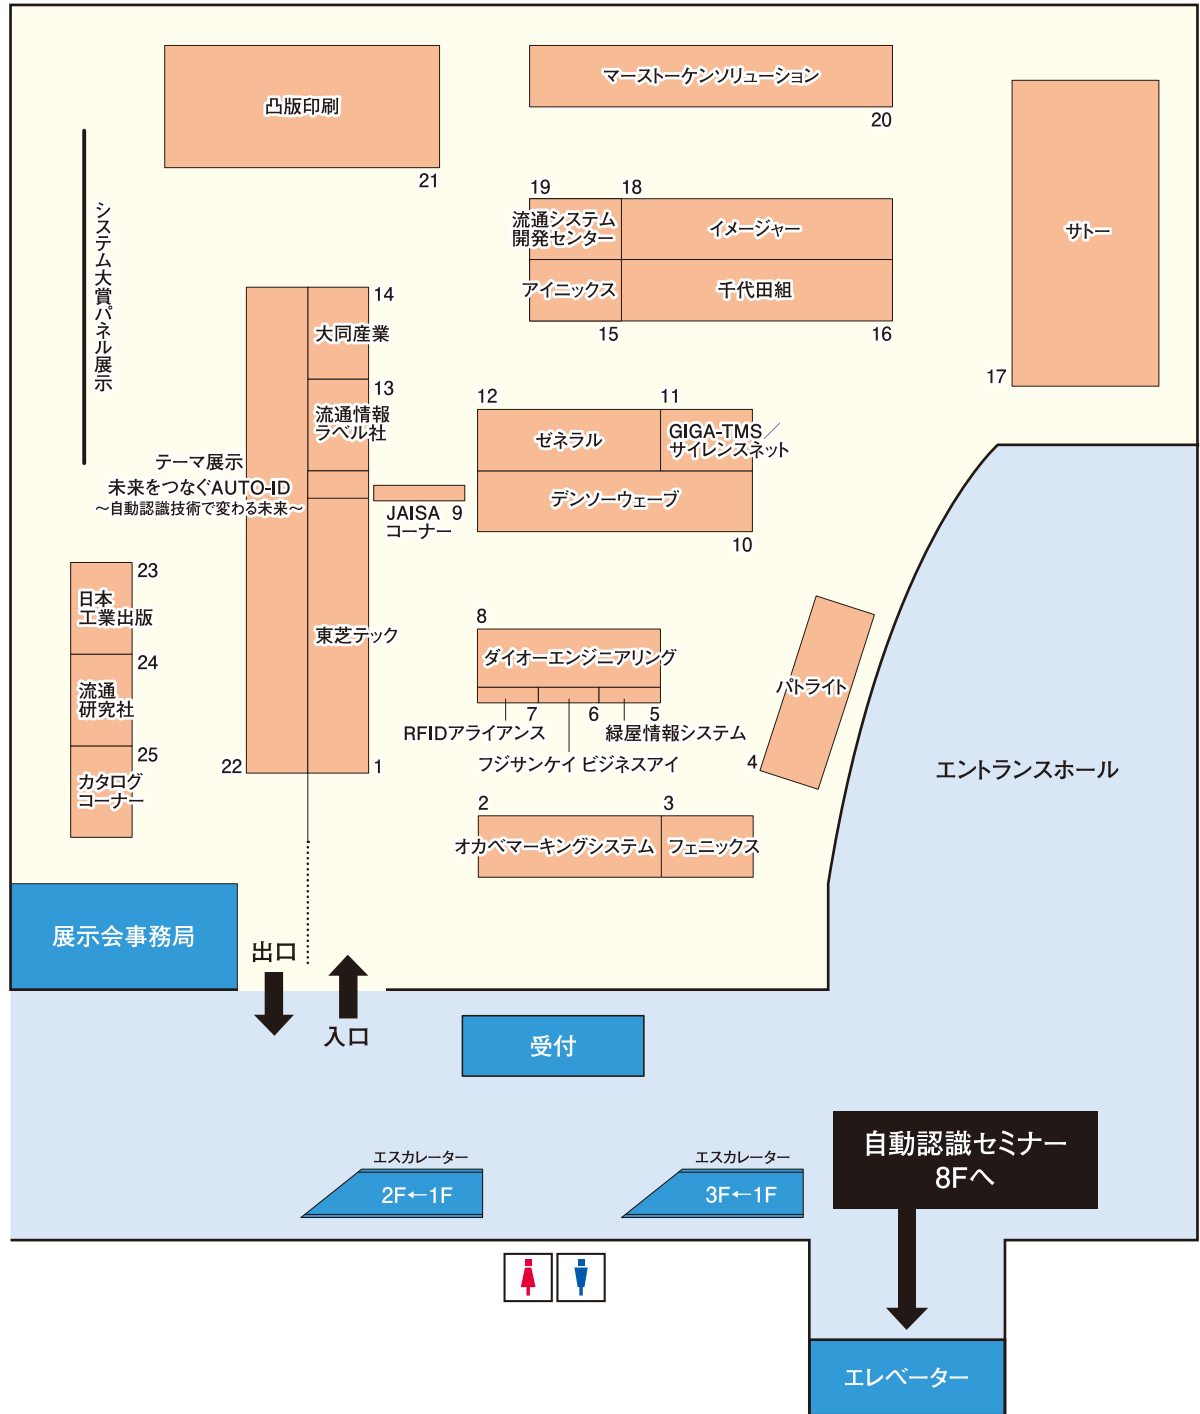 マーストーケンソリューション
20
凸版印刷
21
サトー
17
システム大賞パネル展示
19
18
流通システム
開発センター
イメージャー
アイニックス
千代田組
15
16
14
大同産業
13
流通情報
ラベル社
12
11
ゼネラル
GIGA-TMS／
サイレンスネット
デンソーウェーブ
10
テーマ展示
未来をつなぐAUTO-ID
〜自動認識技術で変わる未来〜
JAISA 9
コーナー
23
日本
工業出版
24
流通
研究社
25
カタログ
コーナー
東芝テック
22
1
8
ダイオーエンジニアリング
7
6
5
RFIDアライアンス
緑屋情報システム
フジサンケイ ビジネスアイ
パトライト
4
2
3
オカベマーキングシステム
フェニックス
エントランスホール
展示会事務局
出口
入口
受付
エスカレーター
2F←1F
エスカレーター
3F←1F
自動認識セミナー
8Fへ
エレベーター